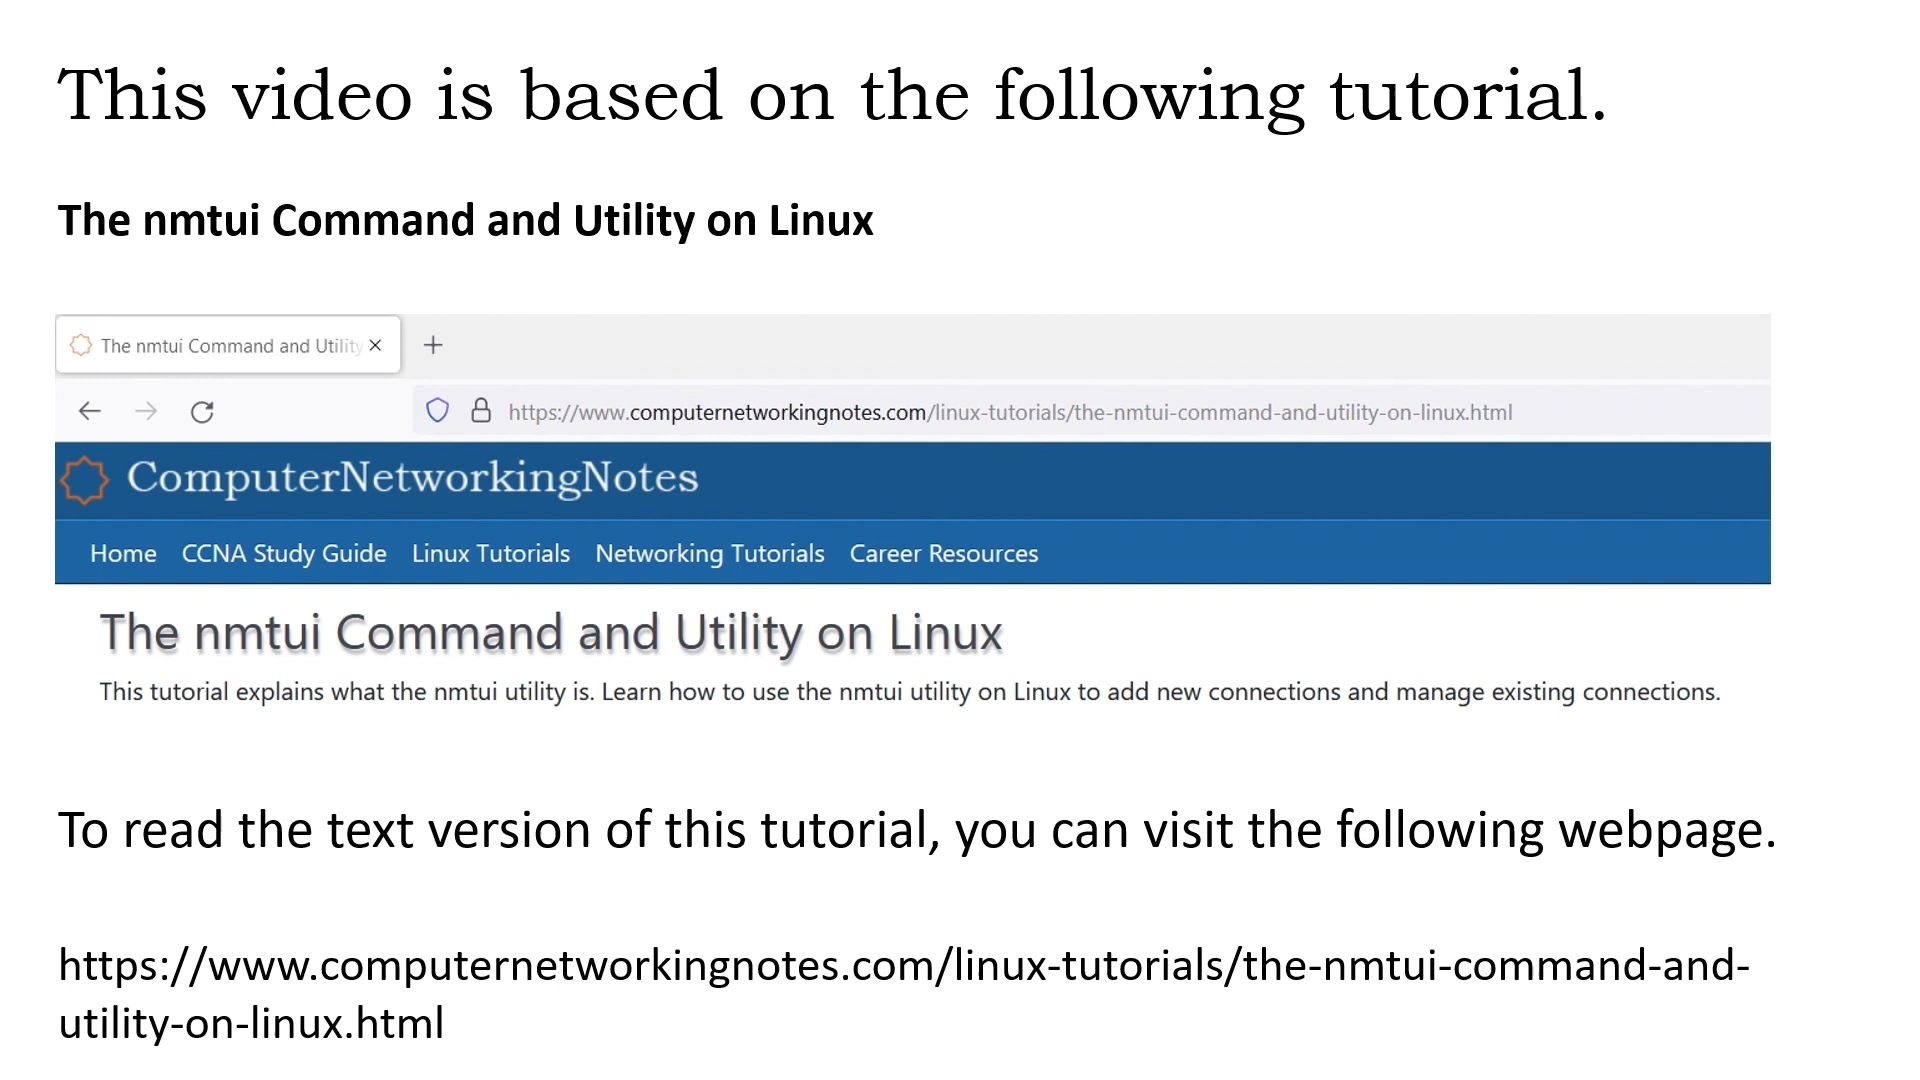 This video is based on the following tutorial.
The nmtui Command and Utility on Linux
The nmtui Command and Utility
https://www.computernetworkingnotes.com/linux-tutorials/the-nmtui-command-and-utility-on-linux.html
ComputerNetworkingNotes
Home CCNA Study Guide Linux Tutorials Networking Tutorials Career Resources
The nmtui Command and Utility on Linux
This tutorial explains what the nmtui utility is. Learn how to use the nmtui utility on Linux to add new connections and manage existing connections.
To read the text version of this tutorial, you can visit the following webpage.
https://www.computernetworkingnotes.com/linux-tutorials/the-nmtui-command-and-
utility-on-linux.html